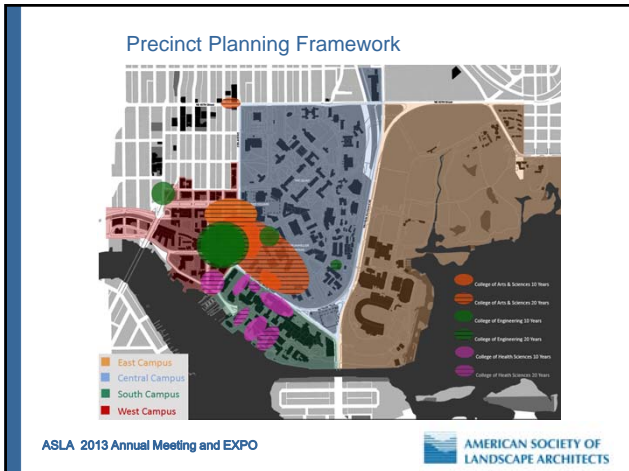 Precinct Planning Framework
College of Arts & Sciences 10 Years
College of Arts & Sciences 20 Years
College of Engineering 10 Years
College of Engineering 20 Years
College of Health Sciences 10 Years
College of Heath Sciences 20 Years
East Campus
Central Campus
South Campus
West Campus
ASLA 2013 Annual Meeting and EXPO
AMERICAN SOCIETY OF
LANDSCAPE ARCHITECTS